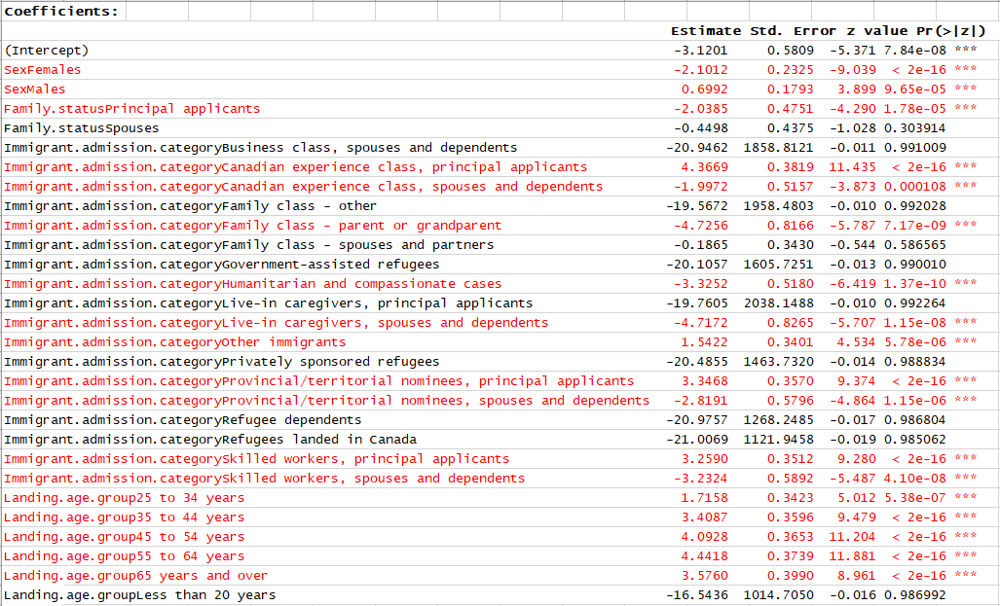 Coefficients:
Estimate Std. Error z value Pr(>|z|)
(Intercept) -3.1201 0.5809 -5.371 7.84e-08 ***
SexFemales -2.1012 0.2325 -9.039 < 2e-16 ***
SexMales 0.6992 0.1793 3.899 9.65e-05 ***
Family.statusPrincipal applicants -2.0385 0.4751 -4.290 1.78e-05 ***
Family.statusSpouses -0.4498 0.4375 -1.028 0.303914
Immigrant.admission.categoryBusiness class, spouses and dependents -20.9462 1858.8121 -0.011 0.991009
Immigrant.admission.categoryCanadian experience class, principal applicants 4.3669 0.3819 11.435 < 2e-16 ***
Immigrant.admission.categoryCanadian experience class, spouses and dependents -1.9972 0.5157 -3.873 0.000108 ***
Immigrant.admission.categoryFamily class - other -19.5672 1958.4803 -0.010 0.992028
Immigrant.admission.categoryFamily class - parent or grandparent -4.7256 0.8166 -5.787 7.17e-09 ***
Immigrant.admission.categoryFamily class - spouses and partners -0.1865 0.3430 -0.544 0.586565
Immigrant.admission.categoryGovernment-assisted refugees -20.1057 1605.7251 -0.013 0.990010
Immigrant.admission.categoryHumanitarian and compassionate cases -3.3252 0.5180 -6.419 1.37e-10 ***
Immigrant.admission.categoryLive-in caregivers, principal applicants -19.7605 2038.1488 -0.010 0.992264
Immigrant.admission.categoryLive-in caregivers, spouses and dependents -4.7172 0.8265 -5.707 1.15e-08 ***
Immigrant.admission.categoryOther immigrants 1.5422 0.3401 4.534 5.78e-06 ***
Immigrant.admission.categoryPrivately sponsored refugees -20.4855 1463.7320 -0.014 0.988834
Immigrant.admission.categoryProvincial/territorial nominees, principal applicants 3.3468 0.3570 9.374 < 2e-16 ***
Immigrant.admission.categoryProvincial/territorial nominees, spouses and dependents -2.8191 0.5796 -4.864 1.15e-06 ***
Immigrant.admission.categoryRefugee dependents -20.9757 1268.2485 -0.017 0.986804
Immigrant.admission.categoryRefugees landed in Canada -21.0069 1121.9458 -0.019 0.985062
Immigrant.admission.categorySkilled workers, principal applicants 3.2590 0.3512 9.280 < 2e-16 ***
Immigrant.admission.categorySkilled workers, spouses and dependents -3.2324 0.5892 -5.487 4.10e-08 ***
Landing.age.group25 to 34 years 1.7158 0.3423 5.012 5.38e-07 ***
Landing.age.group35 to 44 years 3.4087 0.3596 9.479 < 2e-16 ***
Landing.age.group45 to 54 years 4.0928 0.3653 11.204 < 2e-16 ***
Landing.age.group55 to 64 years 4.4418 0.3739 11.881 < 2e-16 ***
Landing.age.group65 years and over 3.5760 0.3990 8.961 < 2e-16 ***
Landing.age.groupLess than 20 years -16.5436 1014.7050 -0.016 0.986992